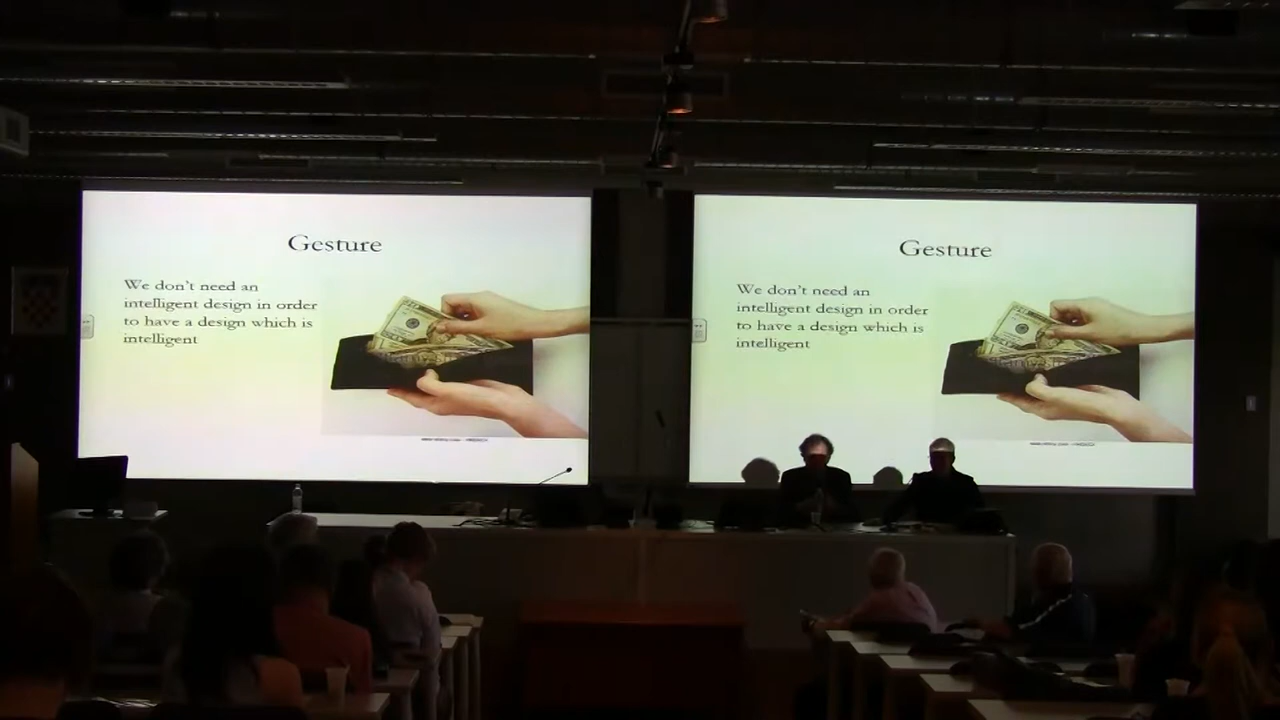 Gesture
We don't need an
intelligent design in order
to have a design which is
intelligent
Gesture
We don't need an
intelligent design in order
to have a design which is
intelligent